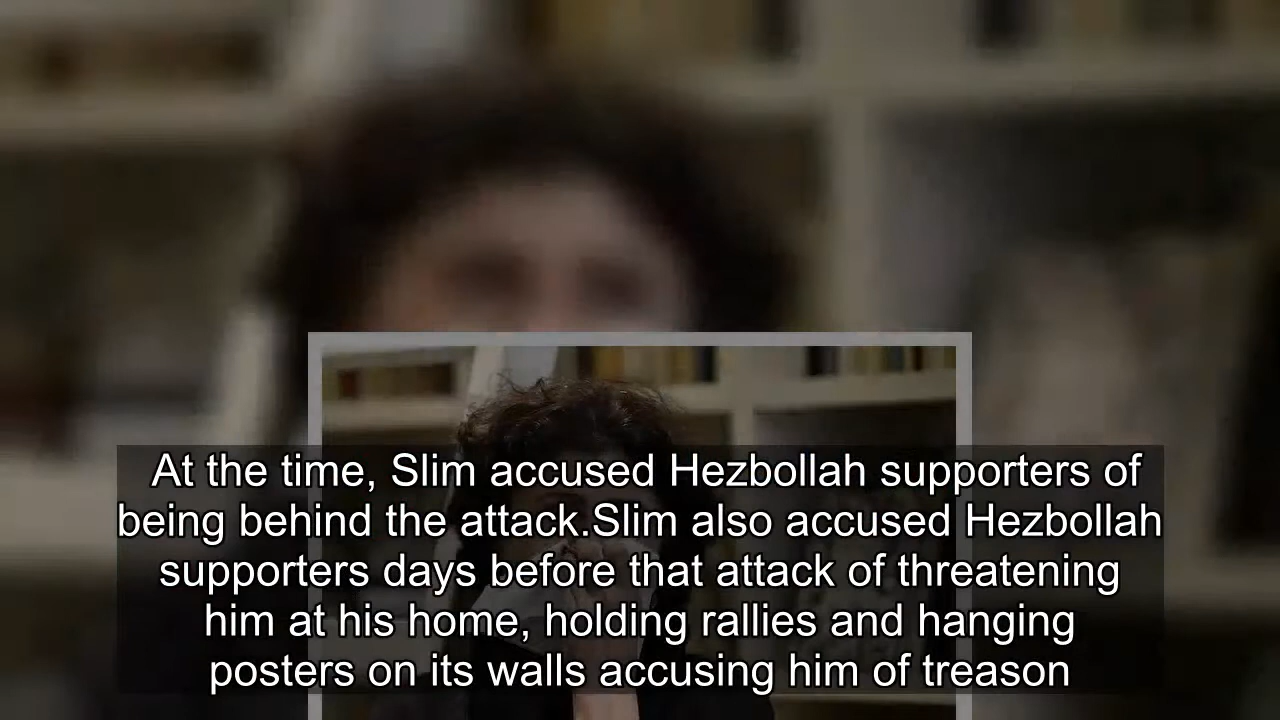 At the time, Slim accused Hezbollah supporters of
being behind the attack.Slim also accused Hezbollah
supporters days before that attack of threatening
him at his home, holding rallies and hanging
posters on its walls accusing him of treason